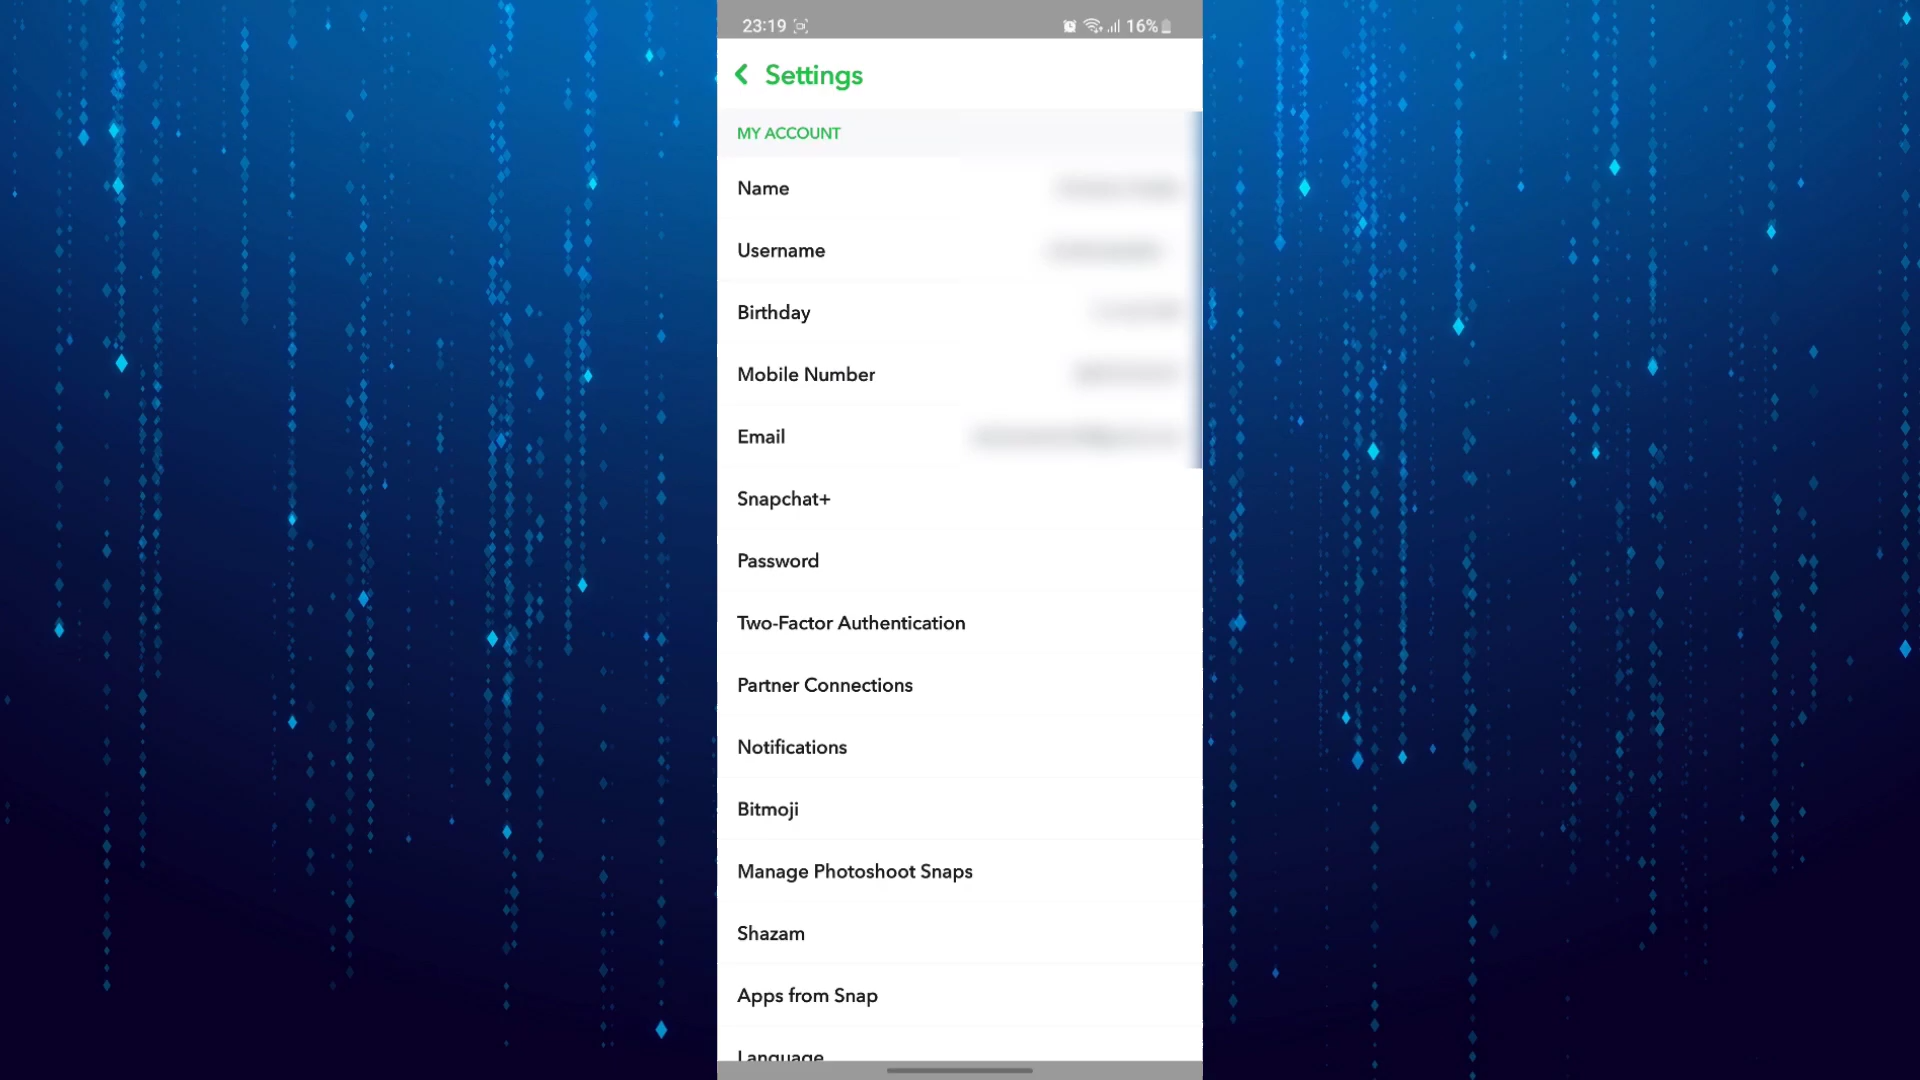 23:19 16%
Settings
MY ACCOUNT
Name
Username
Birthday
Mobile Number
Email
Snapchat+
Password
Two-Factor Authentication
Partner Connections
Notifications
Bitmoji
Manage Photoshoot Snaps
Shazam
Apps from Snap
Language